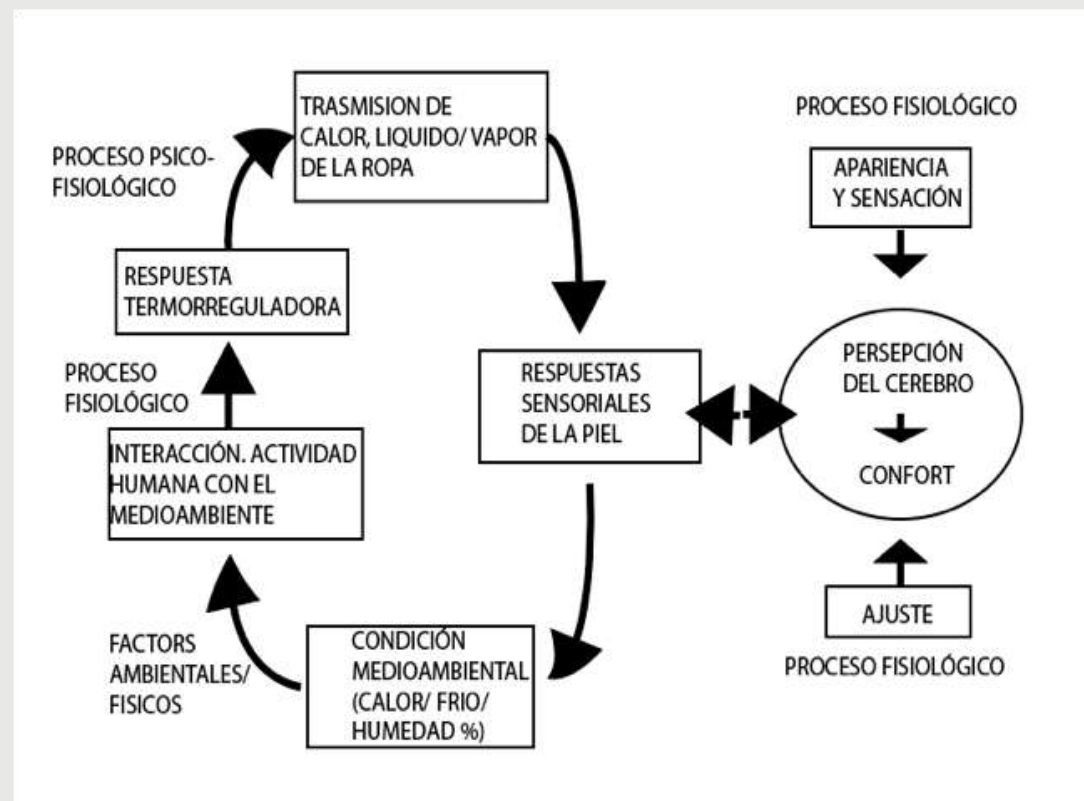 TRASMISION DE
CALOR, LIQUIDO/ VAPOR
DE LA ROPA
PROCESO PSICO-
FISIOLÓGICO
RESPUESTA
TERMORREGULADORA
PROCESO
FISIOLÓGICO
INTERACCIÓN. ACTIVIDAD
HUMANA CON EL
MEDIOAMBIENTE
FACTORS
AMBIENTALES/
FISICOS
CONDICIÓN
MEDIOAMBIENTAL
(CALOR/ FRIO/
HUMEDAD %)
RESPUESTAS
SENSORIALES
DE LA PIEL
PROCESO FISIOLÓGICO
APARIENCIA
Y SENSACIÓN
PERSEPCIÓN
DEL CEREBRO
CONFORT
AJUSTE
PROCESO FISIOLÓGICO